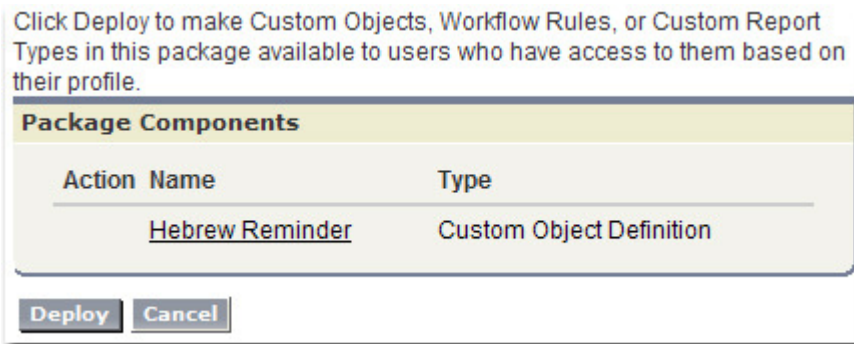 Click Deploy to make Custom Objects, Workflow Rules, or Custom Report
Types in this package available to users who have access to them based on
their profile.
Package Components
Action Name Type
Hebrew Reminder Custom Object Definition
Deploy Cancel